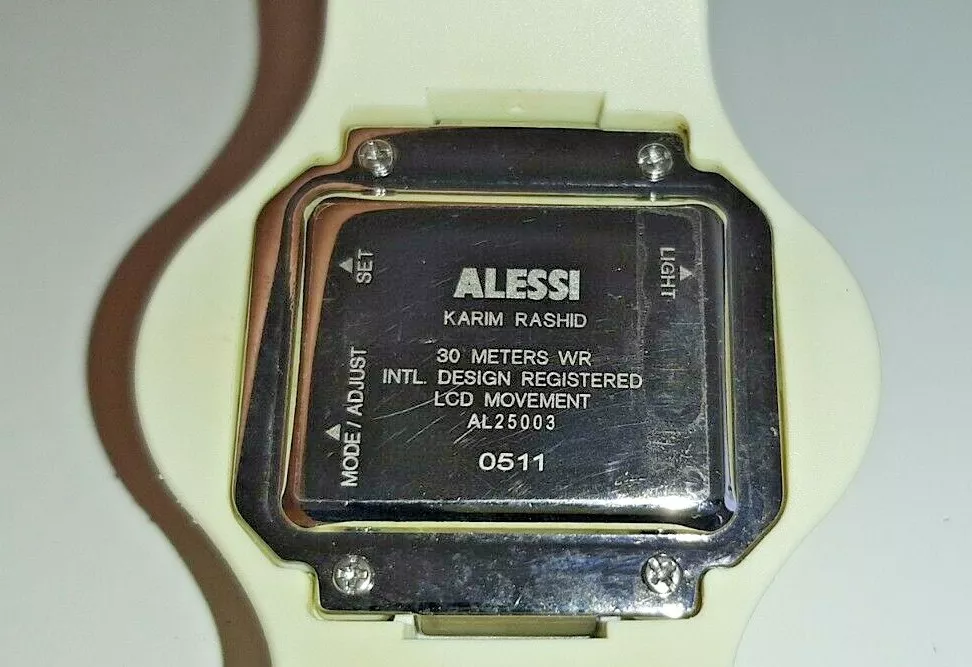 ALESSI
KARIM RASHID
30 METERS WR
INTL. DESIGN REGISTERED
LCD MOVEMENT
AL25003
0511
SET
MODE / ADJUST
LIGHT